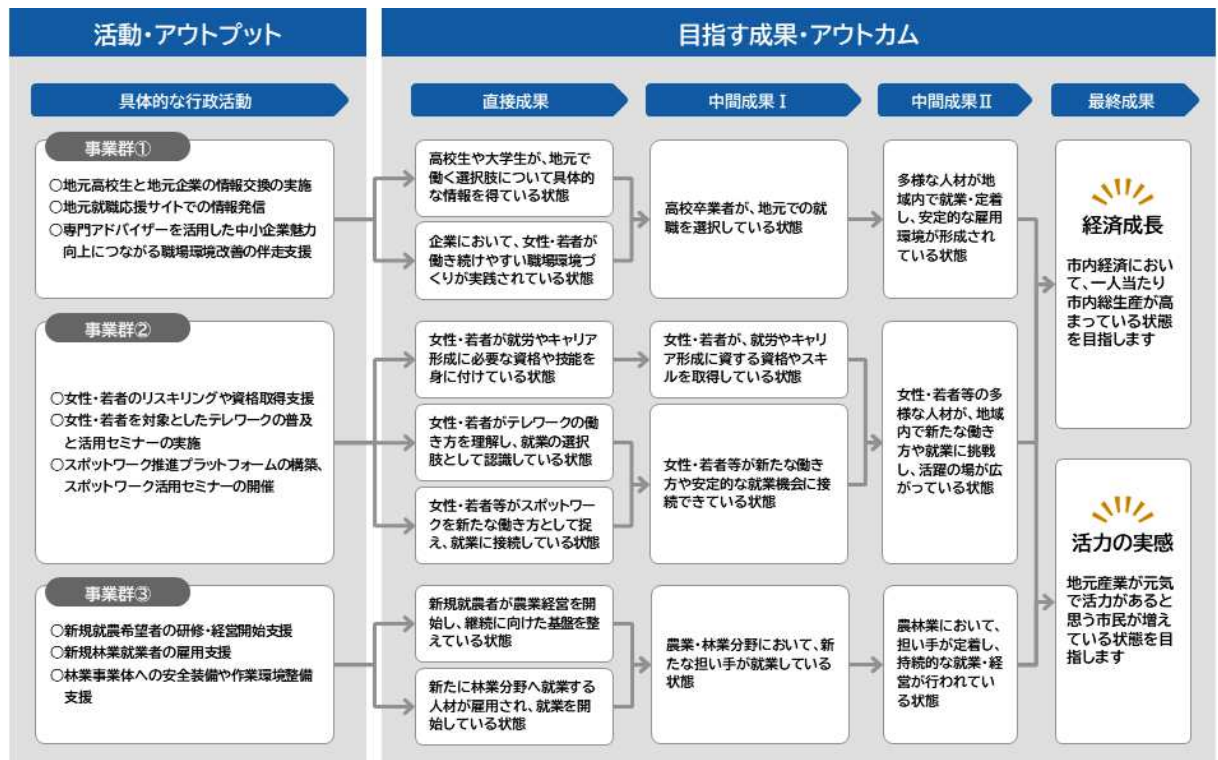 活動・アウトプット
目指す成果・アウトカム
具体的な行政活動
直接成果
中間成果Ⅰ
中間成果Ⅱ
最終成果
事業群①
○地元高校生と地元企業の情報交換の実施
○地元就職応援サイトでの情報発信
○専門アドバイザーを活用した中小企業魅力
向上につながる職場環境改善の伴走支援
高校生や大学生が、地元で
働く選択肢について具体的
な情報を得ている状態
企業において、女性・若者が
働き続けやすい職場環境づ
くりが実践されている状態
高校卒業者が、地元での就
職を選択している状態
多様な人材が地
域内で就業・定着
し、安定的な雇用
環境が形成され
ている状態
事業群②
○女性・若者のリスキリングや資格取得支援
○女性・若者を対象としたテレワークの普及
と活用セミナーの実施
○スポットワーク推進プラットフォームの構築、
スポットワーク活用セミナーの開催
女性・若者が就労やキャリア
形成に必要な資格や技能を
身に付けている状態
女性・若者がテレワークの働
き方を理解し、就業の選択
肢として認識している状態
女性・若者等がスポットワー
クを新たな働き方として捉
え、就業に接続している状態
女性・若者が、就労やキャリ
ア形成に資する資格やスキ
ルを取得している状態
女性・若者等が新たな働き
方や安定的な就業機会に接
続できている状態
女性・若者等の多
様な人材が、地域
内で新たな働き
方や就業に挑戦
し、活躍の場が広
がっている状態
事業群③
○新規就農希望者の研修・経営開始支援
○新規林業就業者の雇用支援
○林業事業体への安全装備や作業環境整備
支援
新規就農者が農業経営を開
始し、継続に向けた基盤を整
えている状態
新たに林業分野へ就業する
人材が雇用され、就業を開
始している状態
農業・林業分野において、新
たな担い手が就業している
状態
農林業において、
担い手が定着し、
持続的な就業・経
営が行われてい
る状態
経済成長
市内経済におい
て、一人当たり
市内総生産が高
まっている状態
を目指します
活力の実感
地元産業が元気
で活力があると
思う市民が増え
ている状態を目
指します